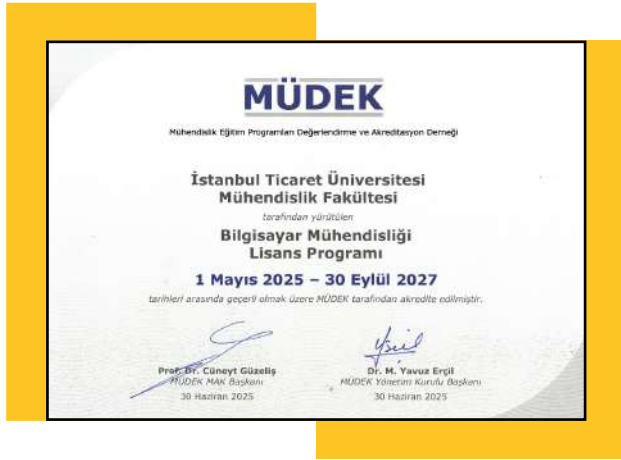 MÜDEK
Mühendislik Eğitim Programları Değerlendirme ve Akreditasyon Derneği
İstanbul Ticaret Üniversitesi
Mühendislik Fakültesi
tarafından yürütülen
Bilgisayar Mühendisliği
Lisans Programı
1 Mayıs 2025 – 30 Eylül 2027
tarihleri arasında geçerli olmak üzere MÜDEK tarafından akredite edilmiştir.
Prof. Dr. Cüneyt Güzeliş
MÜDEK MAK Başkanı
30 Haziran 2025
Dr. M. Yavuz Erçil
MÜDEK Yönetim Kurulu Başkanı
30 Haziran 2025